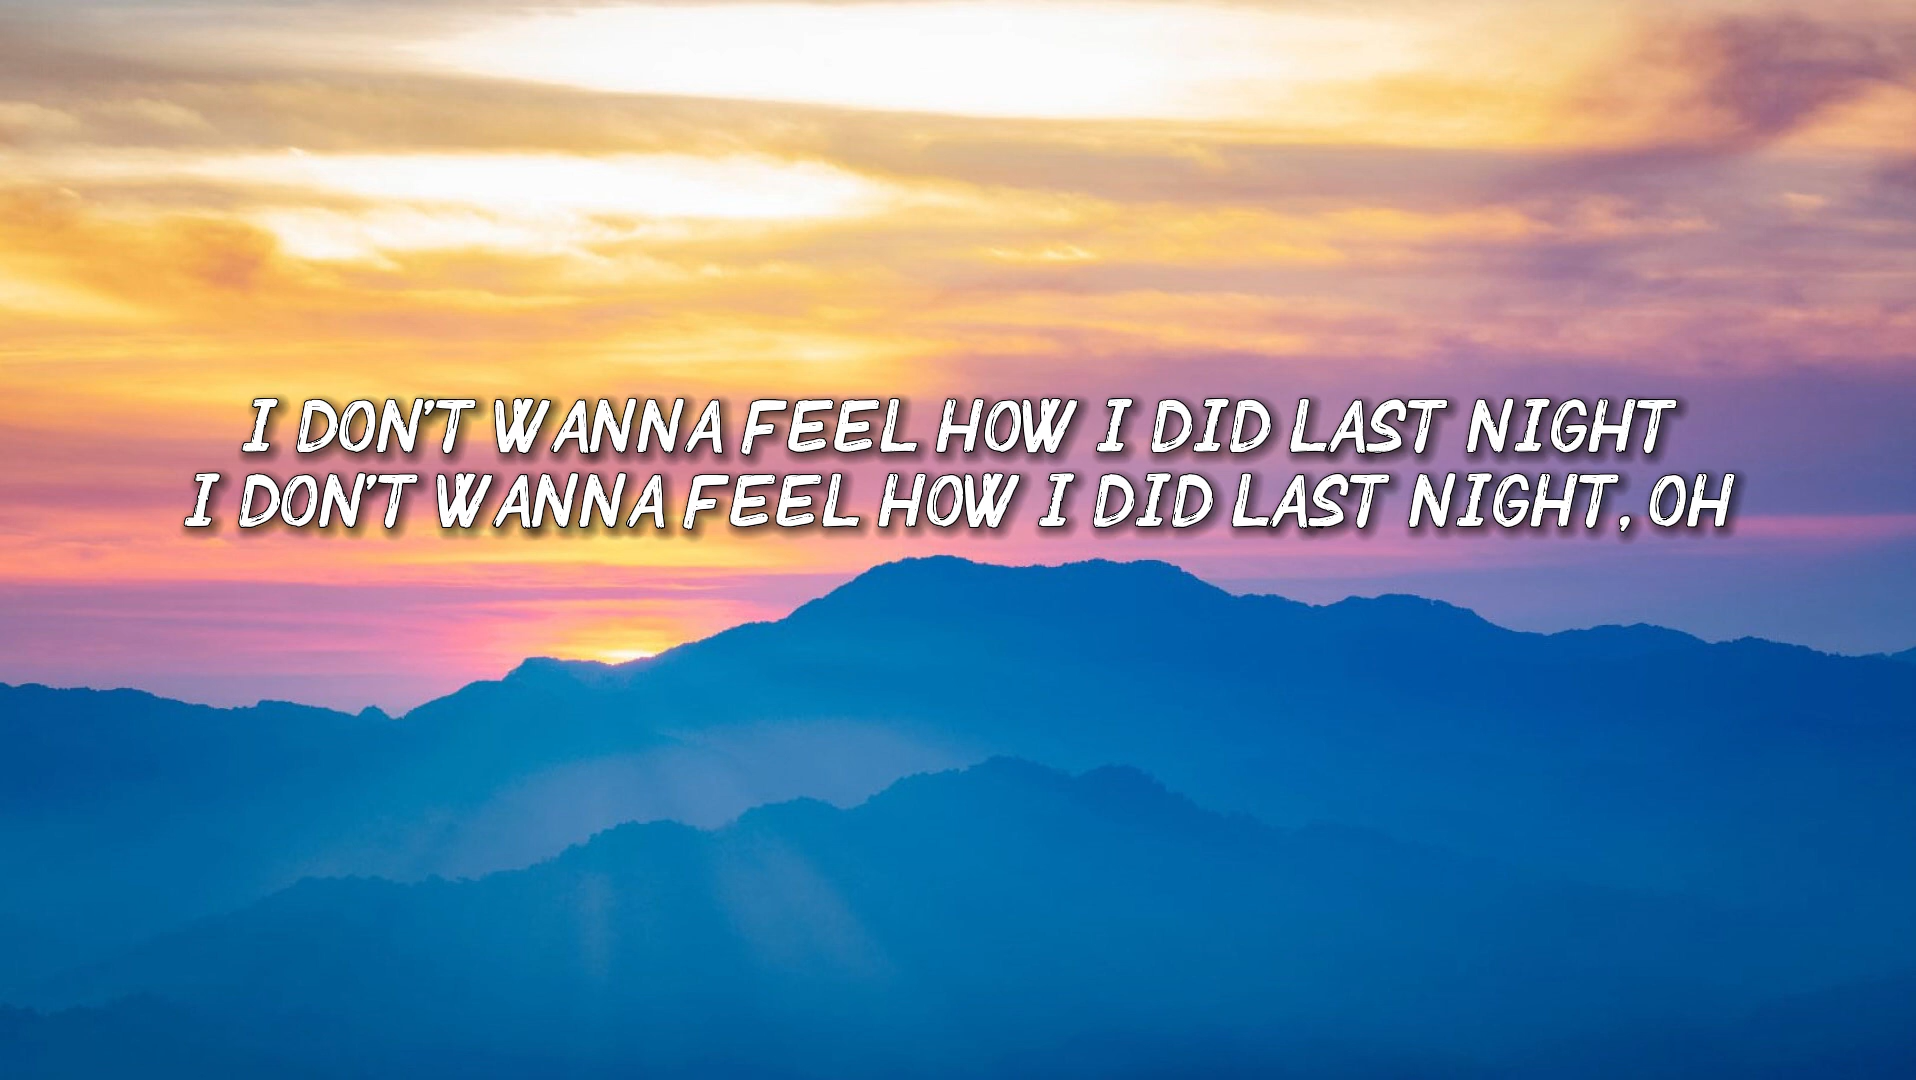 I DON'T WANNA FEEL HOW I DID LAST NIGHT
I DON'T WANNA FEEL HOW I DID LAST NIGHT, OH